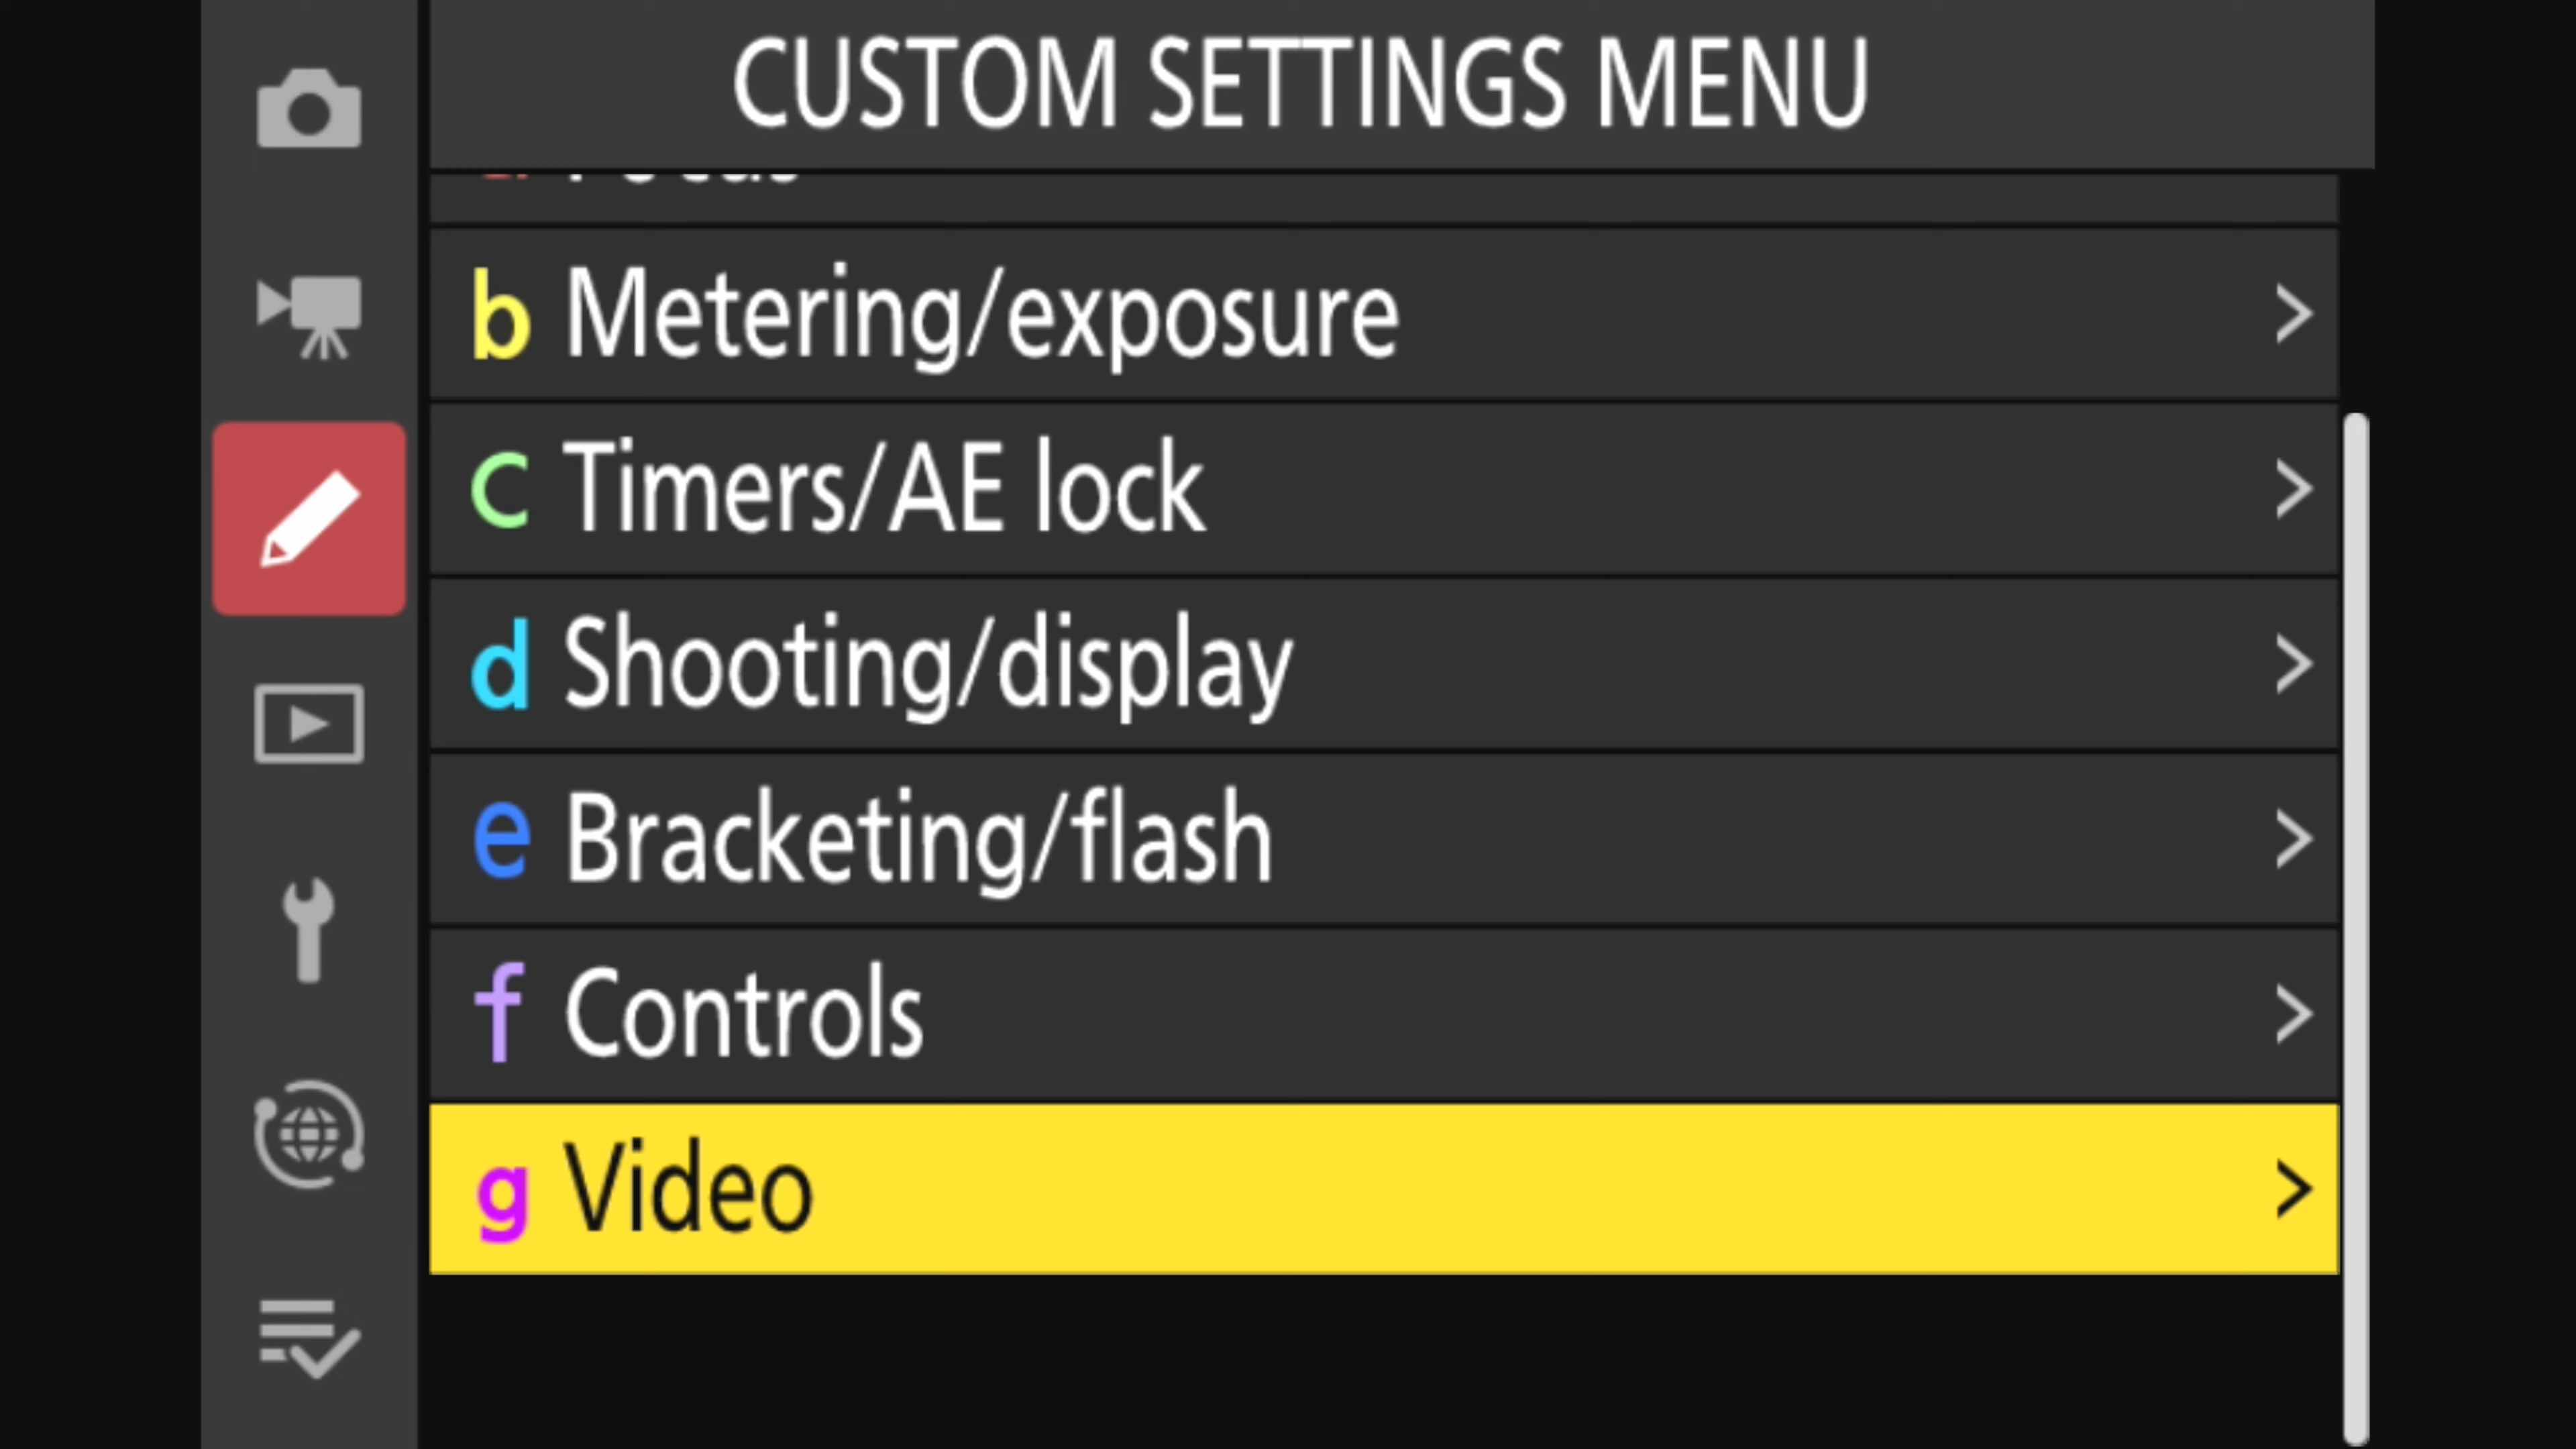 CUSTOM SETTINGS MENU
b Metering/exposure
c Timers/AE lock
d Shooting/display
e Bracketing/flash
f Controls
g Video